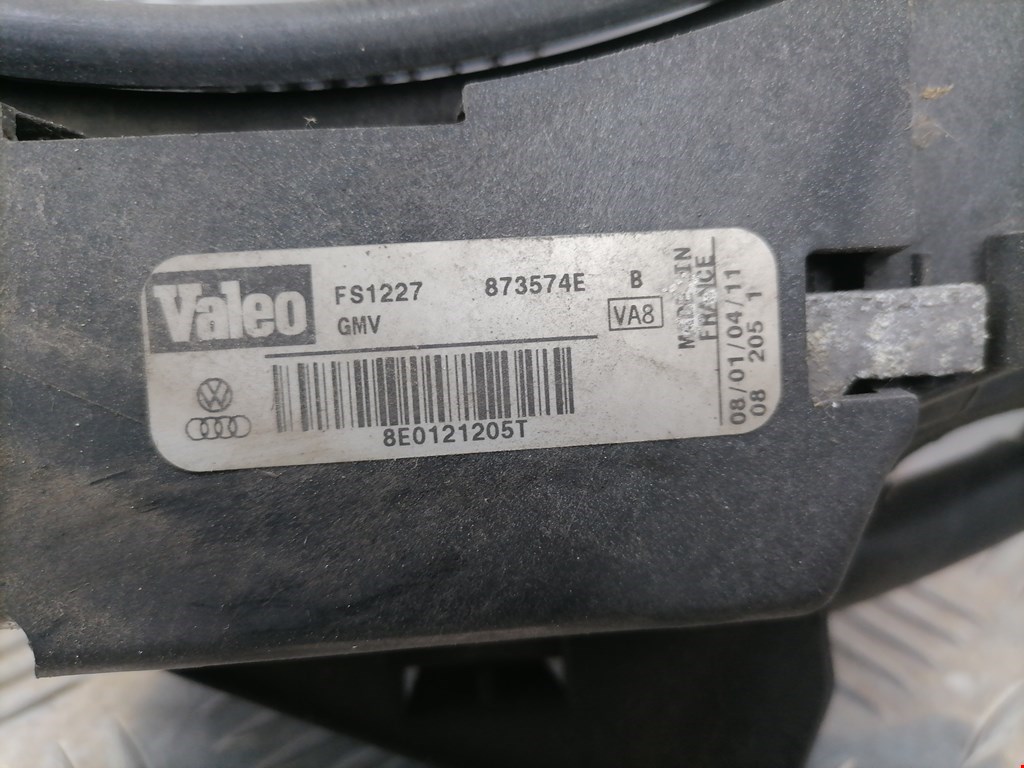 Valeo
FS1227 873574E B
GMV VA8
8E0121205T
MADE IN
FRANCE
08/01/04/11
08 205 1